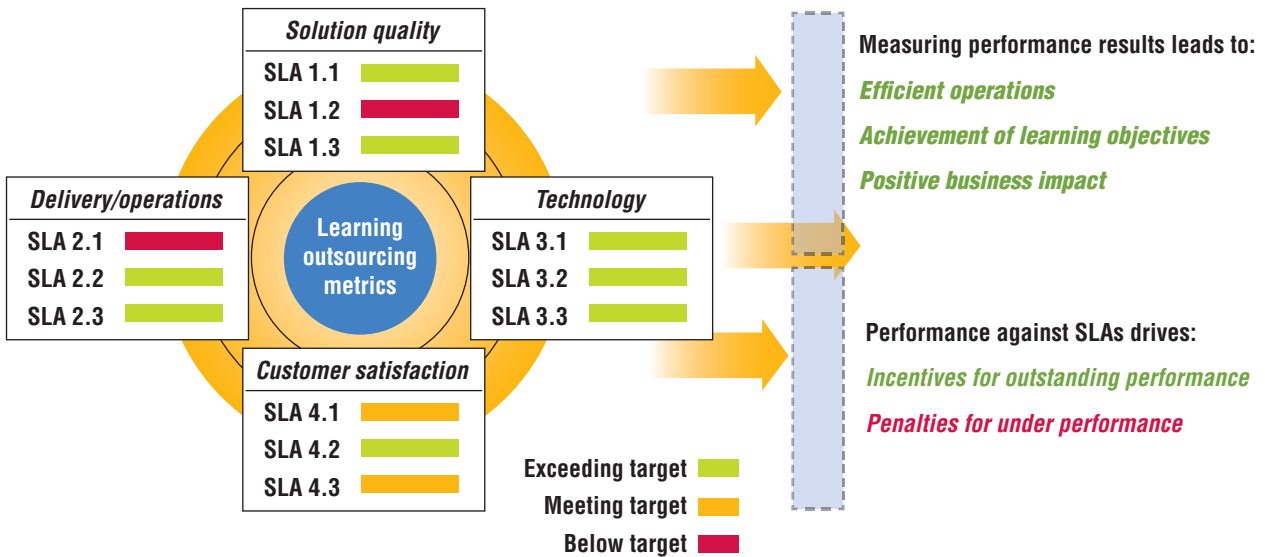 Solution quality
SLA 1.1
SLA 1.2
SLA 1.3
Delivery/operations
SLA 2.1
SLA 2.2
SLA 2.3
Learning
outsourcing
metrics
Technology
SLA 3.1
SLA 3.2
SLA 3.3
Customer satisfaction
SLA 4.1
SLA 4.2
SLA 4.3
Exceeding target
Meeting target
Below target
Measuring performance results leads to:
Efficient operations
Achievement of learning objectives
Positive business impact
Performance against SLAs drives:
Incentives for outstanding performance
Penalties for under performance